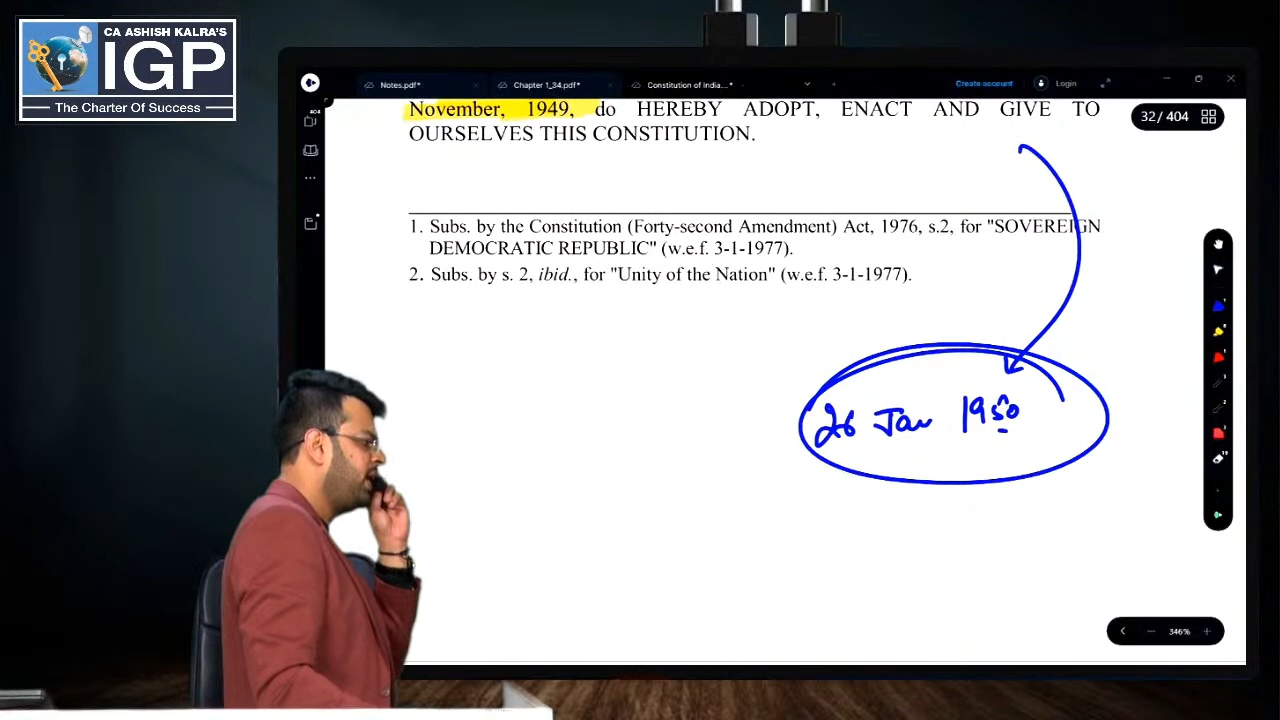 CA ASHISH KALRA'S
IGP
The Charter Of Success
Notes.pdf*
Chapter 1_34.pdf*
Constitution of India...*
Create account
Login
404
32 / 404
November, 1949, do HEREBY ADOPT, ENACT AND GIVE TO
OURSELVES THIS CONSTITUTION.
1. Subs. by the Constitution (Forty-second Amendment) Act, 1976, s.2, for "SOVEREIGN
DEMOCRATIC REPUBLIC" (w.e.f. 3-1-1977).
2. Subs. by s. 2, ibid., for "Unity of the Nation" (w.e.f. 3-1-1977).
26 Jan 1950
346%